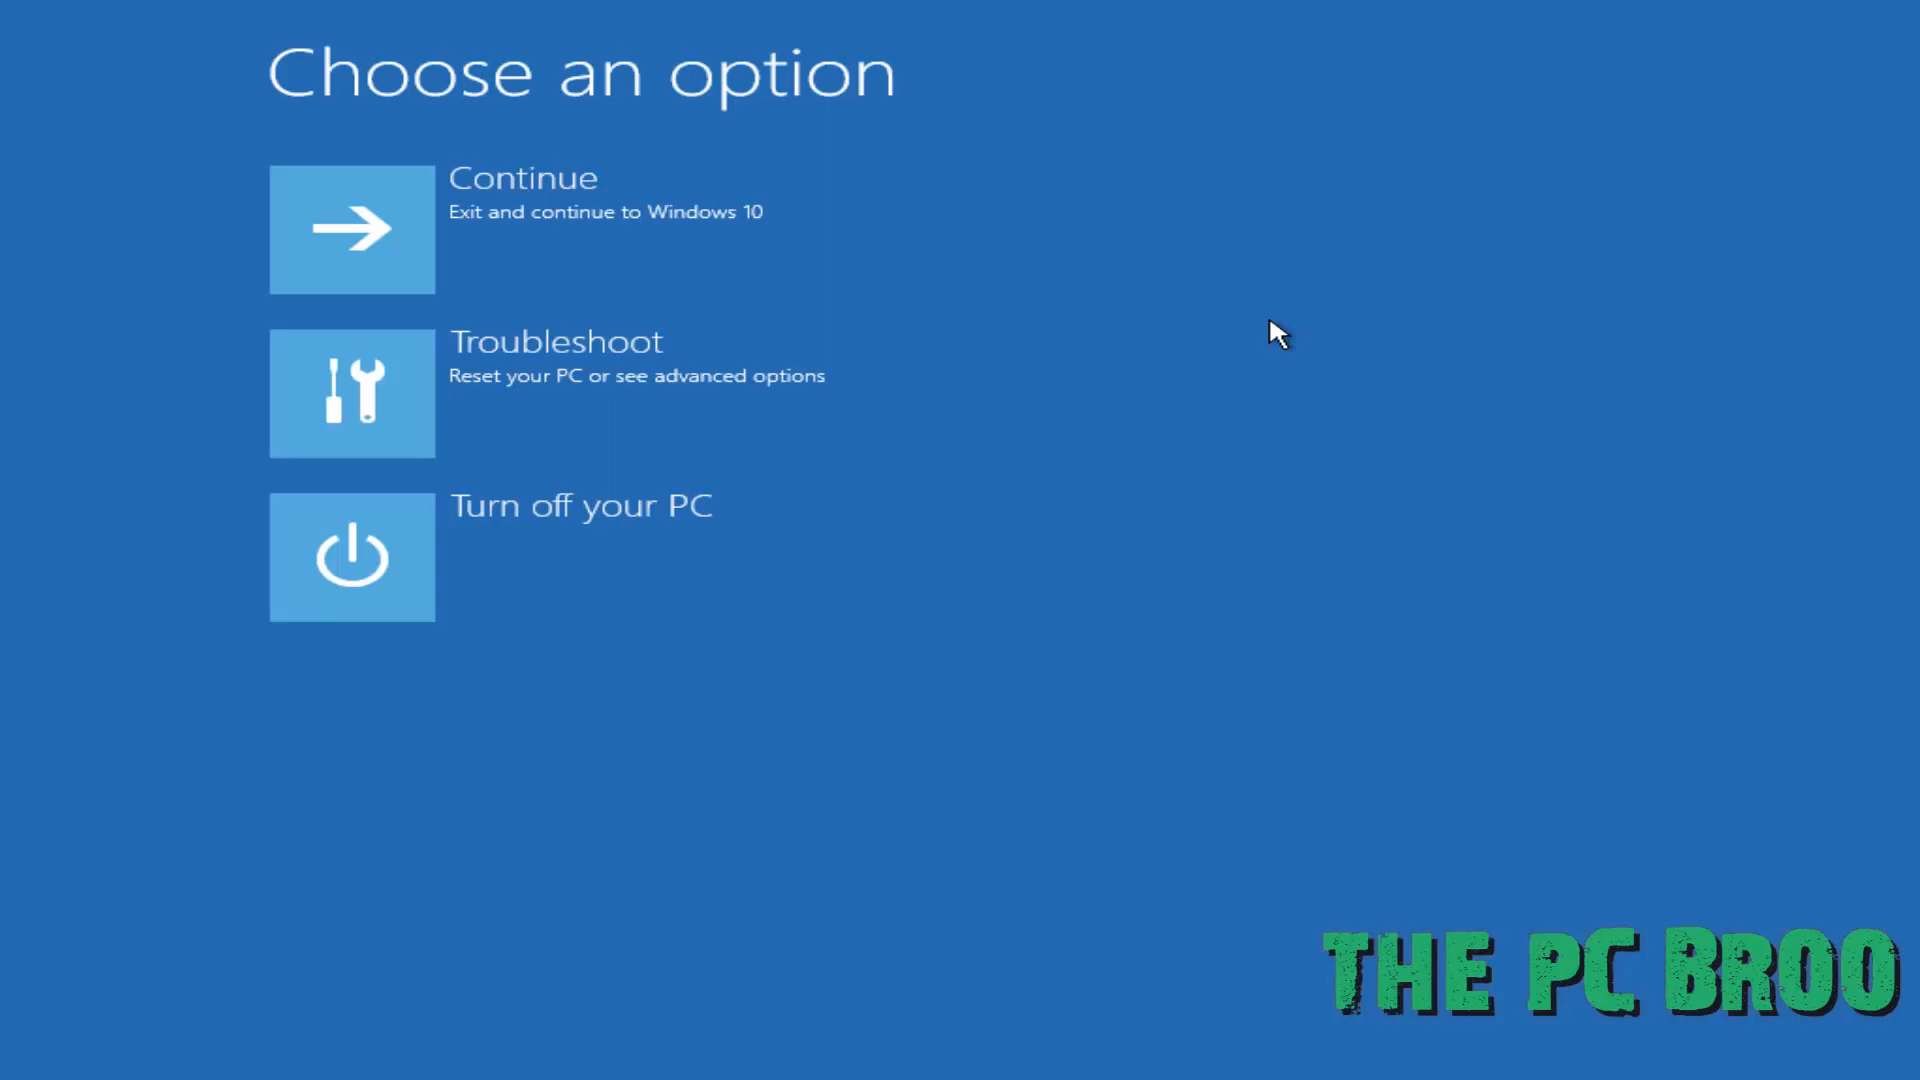 Choose an option
Continue
Exit and continue to Windows 10
Troubleshoot
Reset your PC or see advanced options
Turn off your PC
THE PC BROO